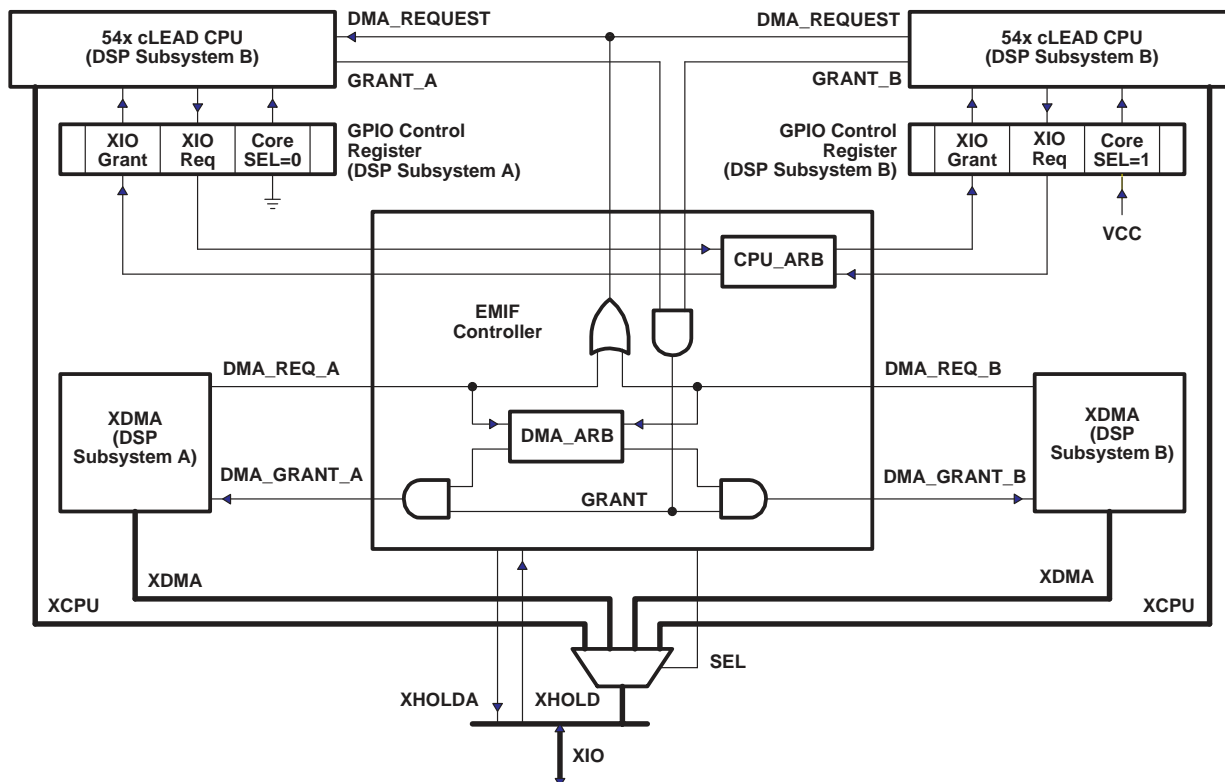 DMA_REQUEST
DMA_REQUEST
54x cLEAD CPU
(DSP Subsystem B)
54x cLEAD CPU
(DSP Subsystem B)
GRANT_A
GRANT_B
XIO
Grant
XIO
Req
Core
SEL=0
GPIO Control
Register
(DSP Subsystem A)
GPIO Control
Register
(DSP Subsystem B)
XIO
Grant
XIO
Req
Core
SEL=1
VCC
CPU_ARB
EMIF
Controller
DMA_REQ_A
DMA_REQ_B
XDMA
(DSP
Subsystem A)
DMA_ARB
XDMA
(DSP
Subsystem B)
DMA_GRANT_A
GRANT
DMA_GRANT_B
XDMA
XDMA
XCPU
XCPU
SEL
XHOLDA
XHOLD
XIO